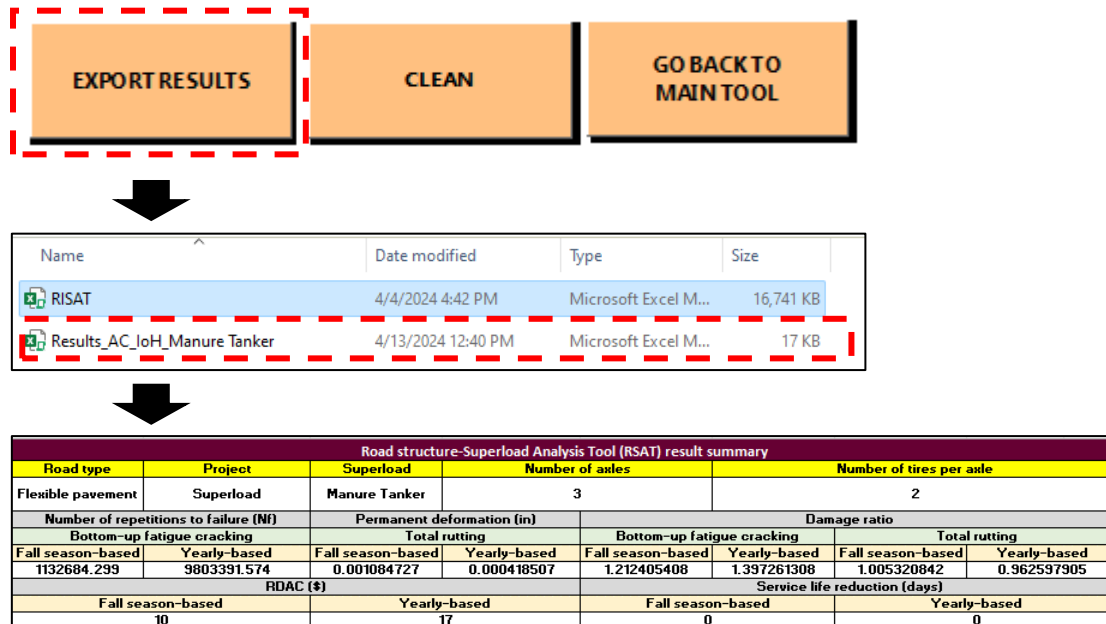 EXPORT RESULTS
CLEAN
GO BACK TO
MAIN TOOL
Name Date modified Type Size
RISAT 4/4/2024 4:42 PM Microsoft Excel M... 16,741 KB
Results_AC_IoH_Manure Tanker 4/13/2024 12:40 PM Microsoft Excel M... 17 KB
Road structure-Superload Analysis Tool (RSAT) result summary
Road type Project Superload Number of axles Number of tires per axle
Flexible pavement Superload Manure Tanker 3 2
Number of repetitions to failure (Nf) Permanent deformation (in) Damage ratio
Bottom-up fatigue cracking Total rutting Bottom-up fatigue cracking Total rutting
Fall season-based Yearly-based Fall season-based Yearly-based Fall season-based Yearly-based Fall season-based Yearly-based
1132684.299 9803391.574 0.001084727 0.000418507 1.212405408 1.397261308 1.005320842 0.962597905
RDAC ($) Service life reduction (days)
Fall season-based Yearly-based Fall season-based Yearly-based
10 17 0 0